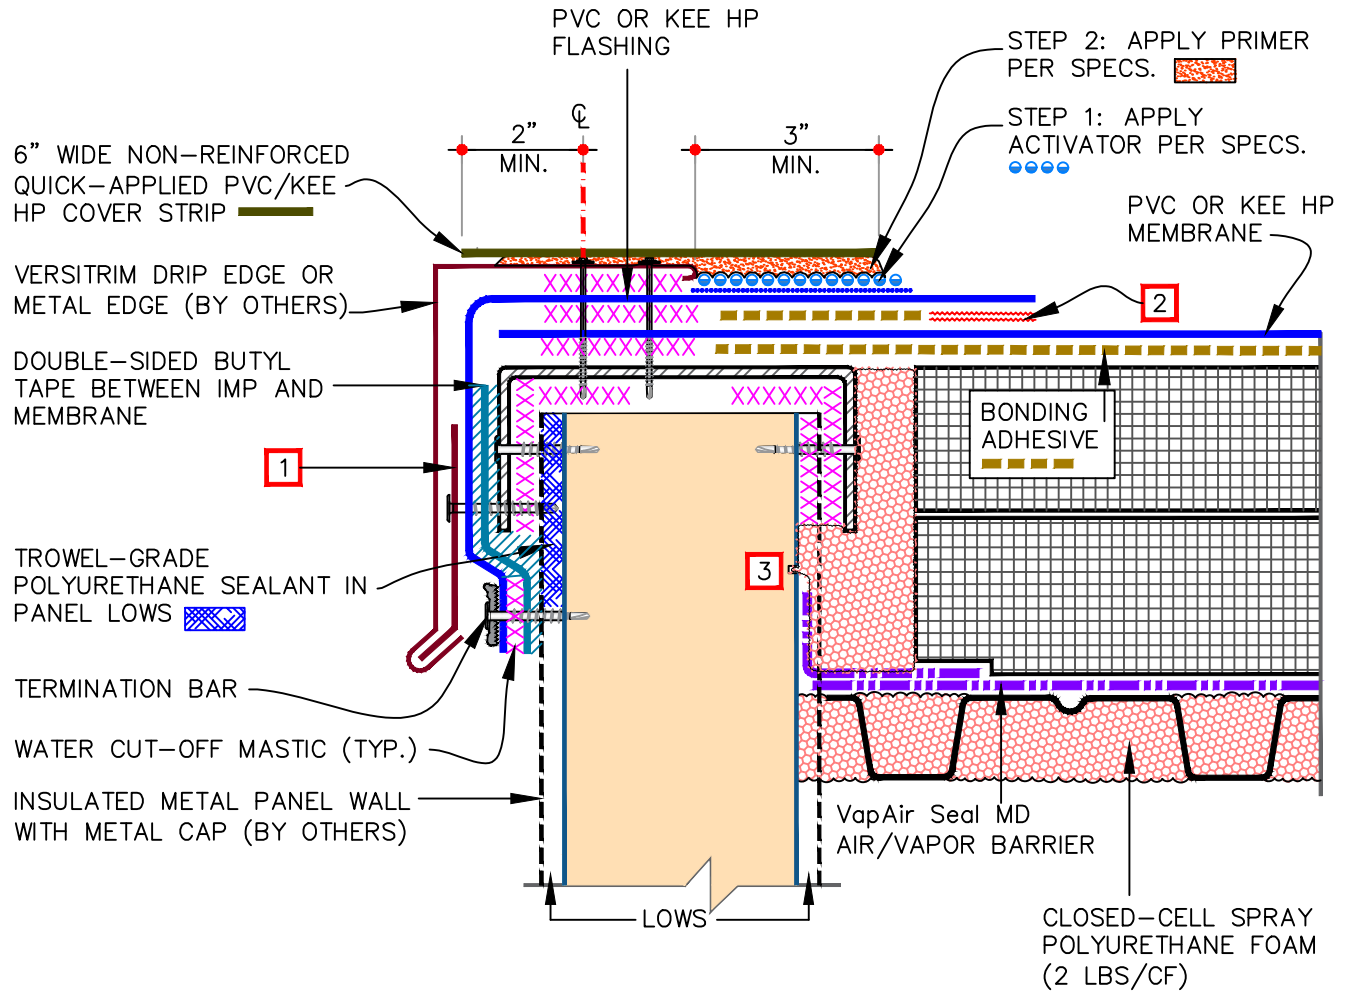 PVC OR KEE HP
FLASHING
STEP 2: APPLY PRIMER
PER SPECS.
STEP 1: APPLY
ACTIVATOR PER SPECS.
℄
2”
MIN.
3”
MIN.
6” WIDE NON–REINFORCED
QUICK–APPLIED PVC/KEE
HP COVER STRIP
PVC OR KEE HP
MEMBRANE
VERSITRIM DRIP EDGE OR
METAL EDGE (BY OTHERS)
2
DOUBLE–SIDED BUTYL
TAPE BETWEEN IMP AND
MEMBRANE
BONDING
ADHESIVE
1
TROWEL–GRADE
POLYURETHANE SEALANT IN
PANEL LOWS
3
TERMINATION BAR
WATER CUT–OFF MASTIC (TYP.)
INSULATED METAL PANEL WALL
WITH METAL CAP (BY OTHERS)
VapAir Seal MD
AIR/VAPOR BARRIER
LOWS
CLOSED–CELL SPRAY
POLYURETHANE FOAM
(2 LBS/CF)